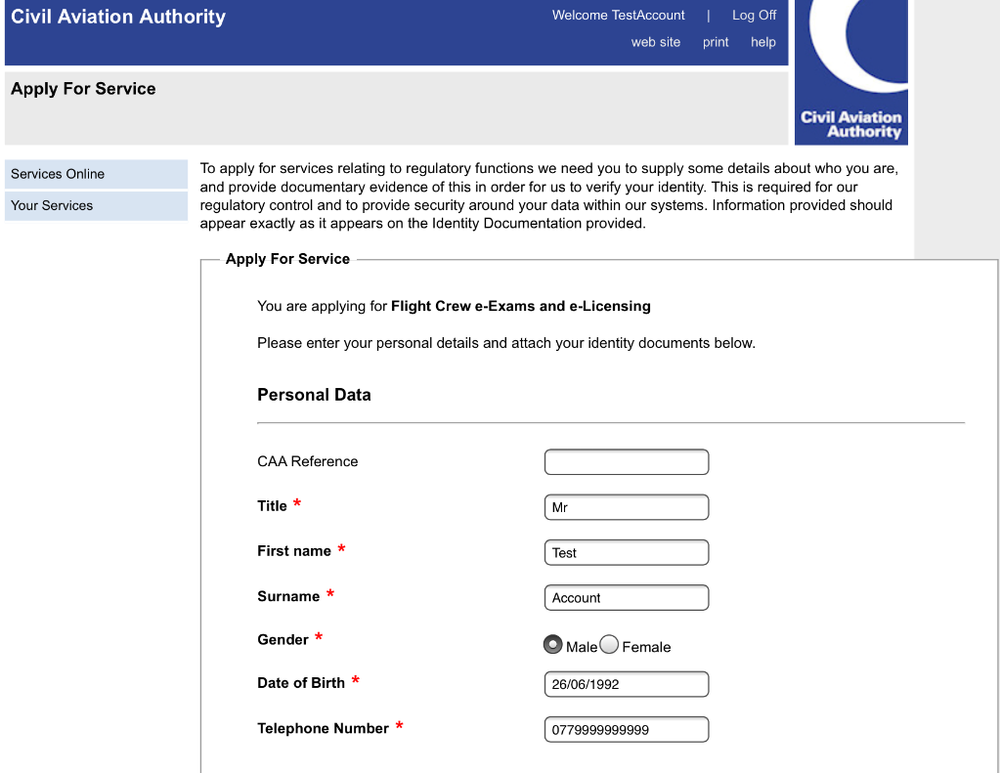 Civil Aviation Authority
Welcome TestAccount | Log Off
web site print help
Civil Aviation
Authority
Apply For Service
Services Online
Your Services
To apply for services relating to regulatory functions we need you to supply some details about who you are,
and provide documentary evidence of this in order for us to verify your identity. This is required for our
regulatory control and to provide security around your data within our systems. Information provided should
appear exactly as it appears on the Identity Documentation provided.
Apply For Service
You are applying for Flight Crew e-Exams and e-Licensing
Please enter your personal details and attach your identity documents below.
Personal Data
CAA Reference
Title * Mr
First name * Test
Surname * Account
Gender * Male Female
Date of Birth * 26/06/1992
Telephone Number * 0779999999999